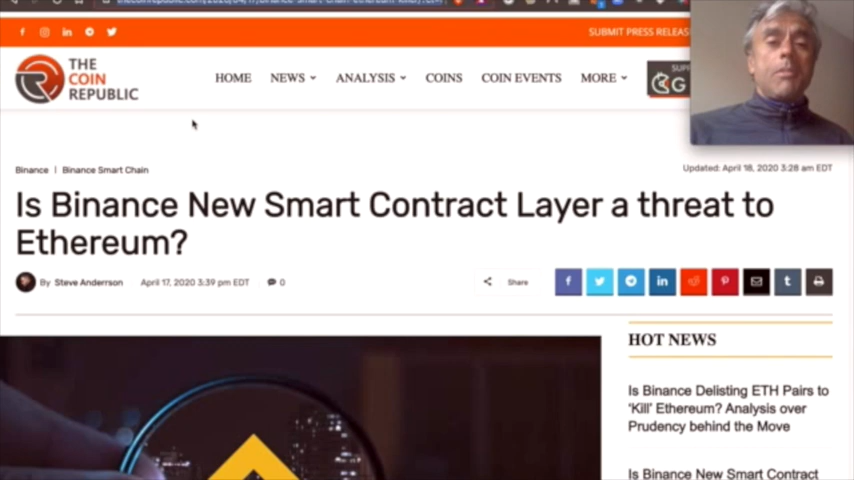 SUBMIT PRESS
THE
COIN
REPUBLIC
HOME NEWS ANALYSIS COINS COIN EVENTS MORE
Binance | Binance Smart Chain
Updated: April 18, 2020 3:28 am EDT
Is Binance New Smart Contract Layer a threat to
Ethereum?
By Steve Anderrson April 17, 2020 3:39 pm EDT 0
Share
HOT NEWS
Is Binance Delisting ETH Pairs to
'Kill' Ethereum? Analysis over
Prudency behind the Move
Is Binance New Smart Contract